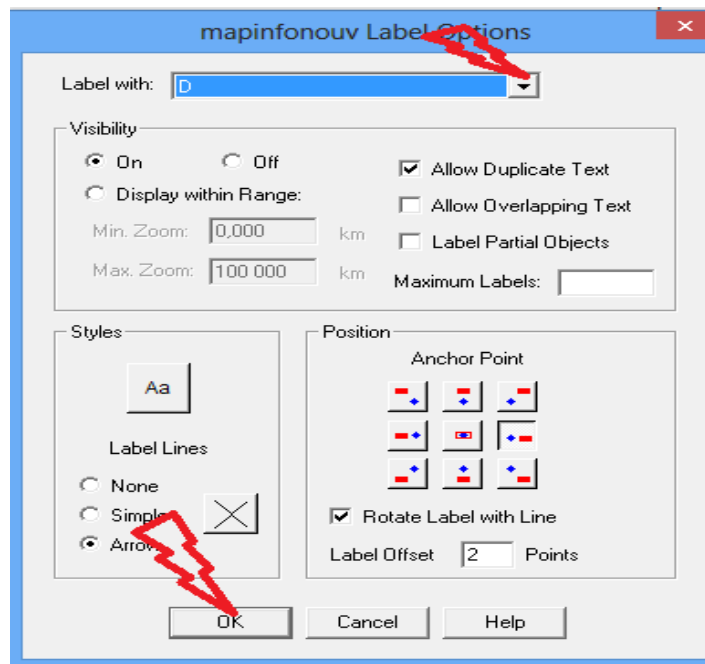 mapinfonouv Label Options
Label with: D
Visibility
On Off
Display within Range:
Min. Zoom: 0,000 km
Max. Zoom: 100 000 km
Allow Duplicate Text
Allow Overlapping Text
Label Partial Objects
Maximum Labels:
Styles
Aa
Label Lines
None
Simple
Arrow
Position
Anchor Point
Rotate Label with Line
Label Offset 2 Points
OK Cancel Help